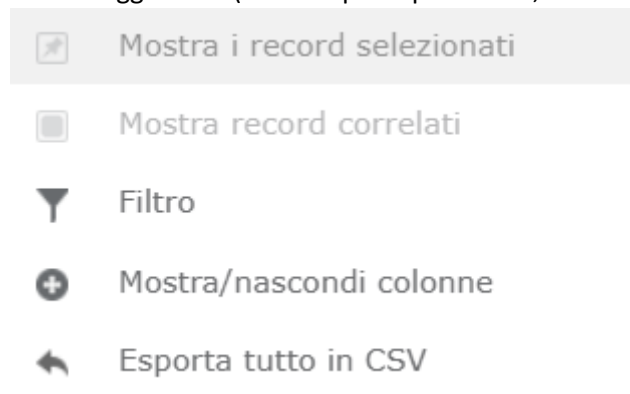 Mostra i record selezionati
Mostra record correlati
Filtro
Mostra/nascondi colonne
Esporta tutto in CSV